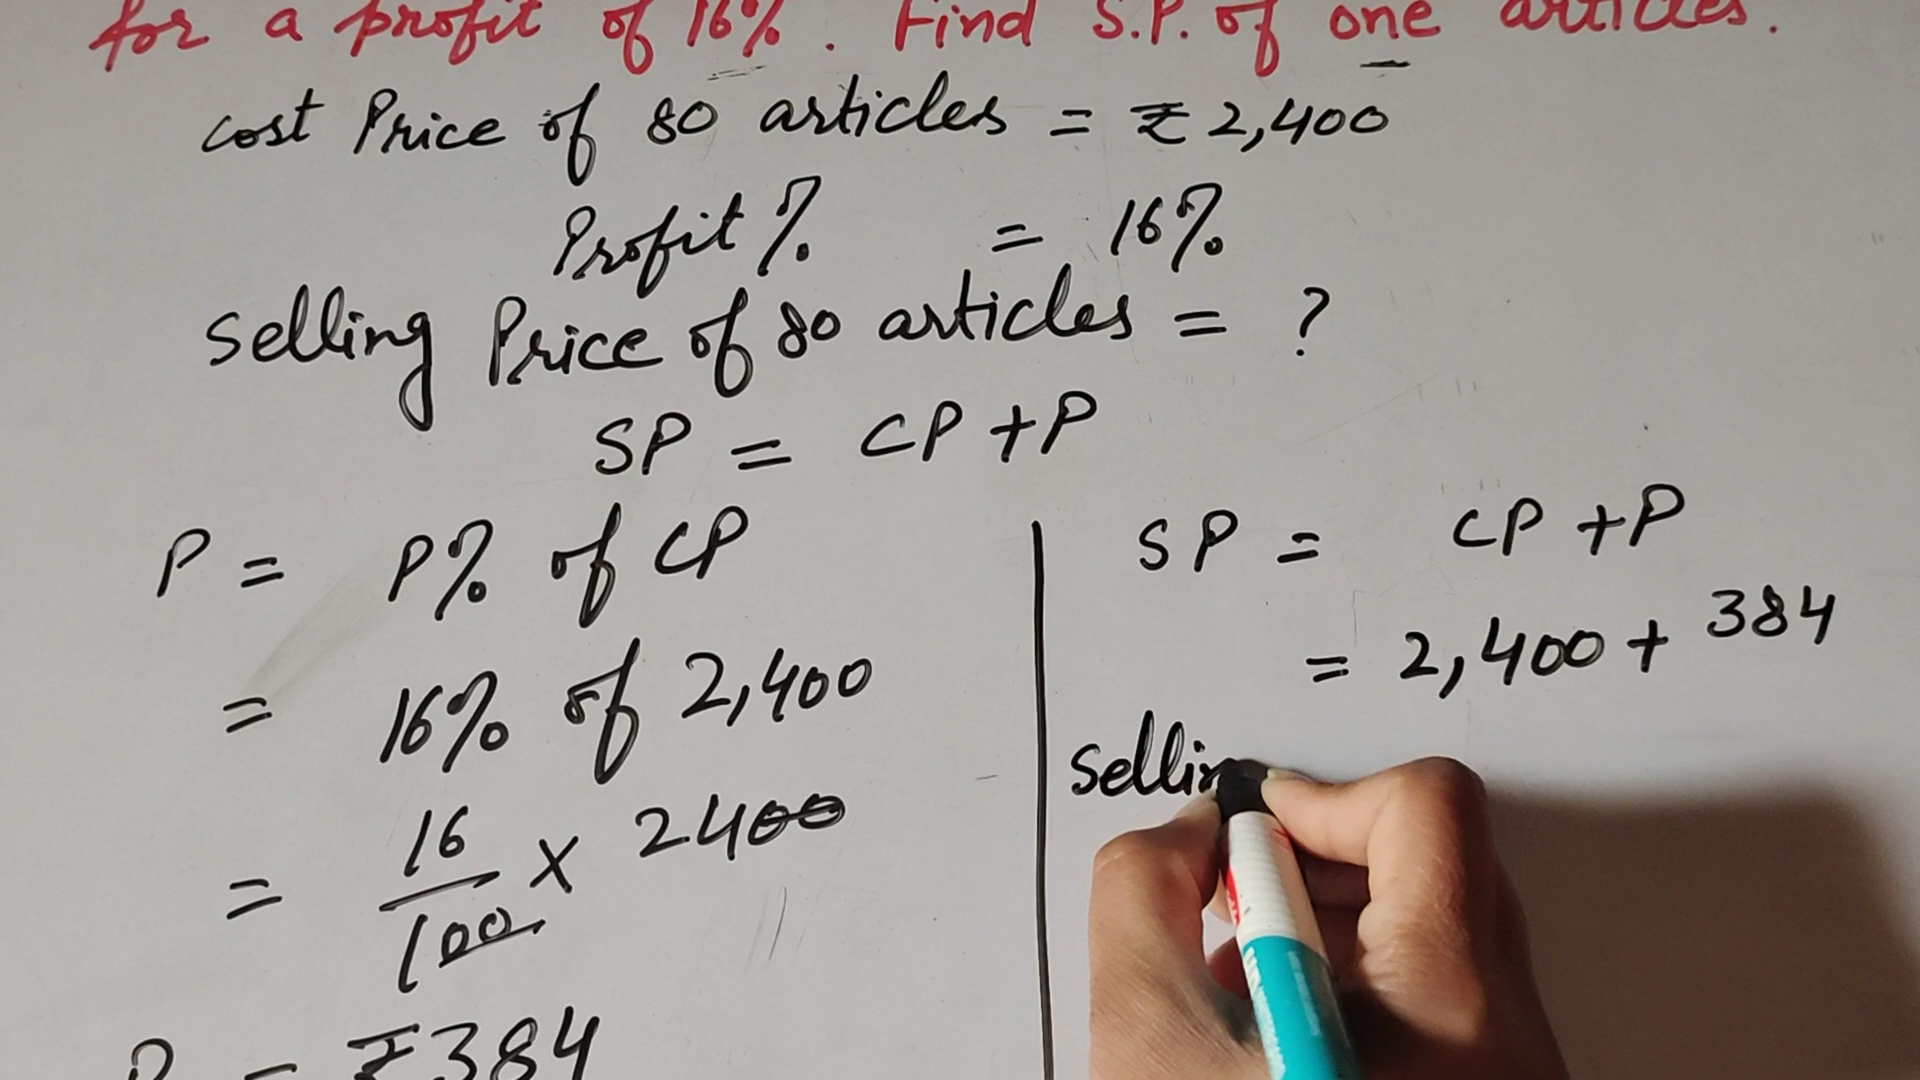 for a profit of 16%. Find S.P. of one articles.
cost Price of 80 articles = ₹ 2,400
Profit % = 16%
Selling Price of 80 articles = ?
SP = CP + P
P = P% of CP
= 16% of 2,400
= 16/100 × 2400
P = ₹384
SP = CP + P
= 2,400 + 384
Sellin